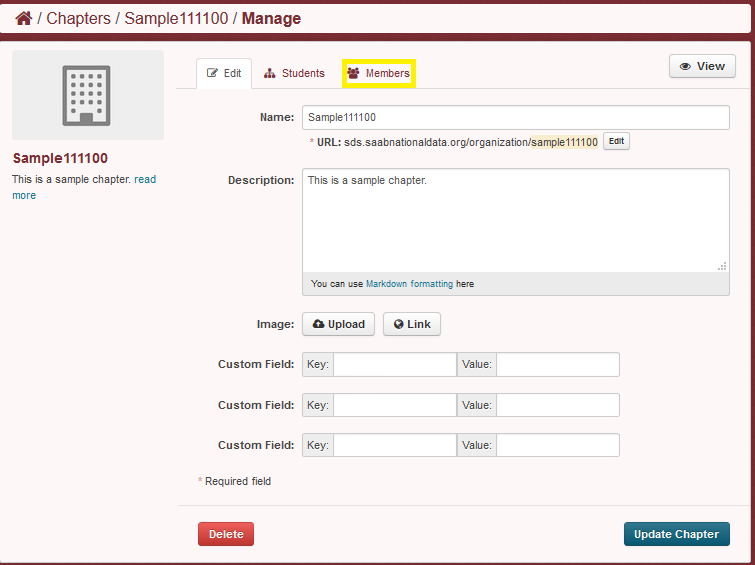 / Chapters / Sample111100 / Manage
Edit
Students
Members
View
Sample111100
This is a sample chapter. read
more
Name:
Sample111100
* URL: sds.saabnationaldata.org/organization/sample111100
Edit
Description:
This is a sample chapter.
You can use Markdown formatting here
Image:
Upload
Link
Custom Field: Key: Value:
Custom Field: Key: Value:
Custom Field: Key: Value:
* Required field
Delete
Update Chapter